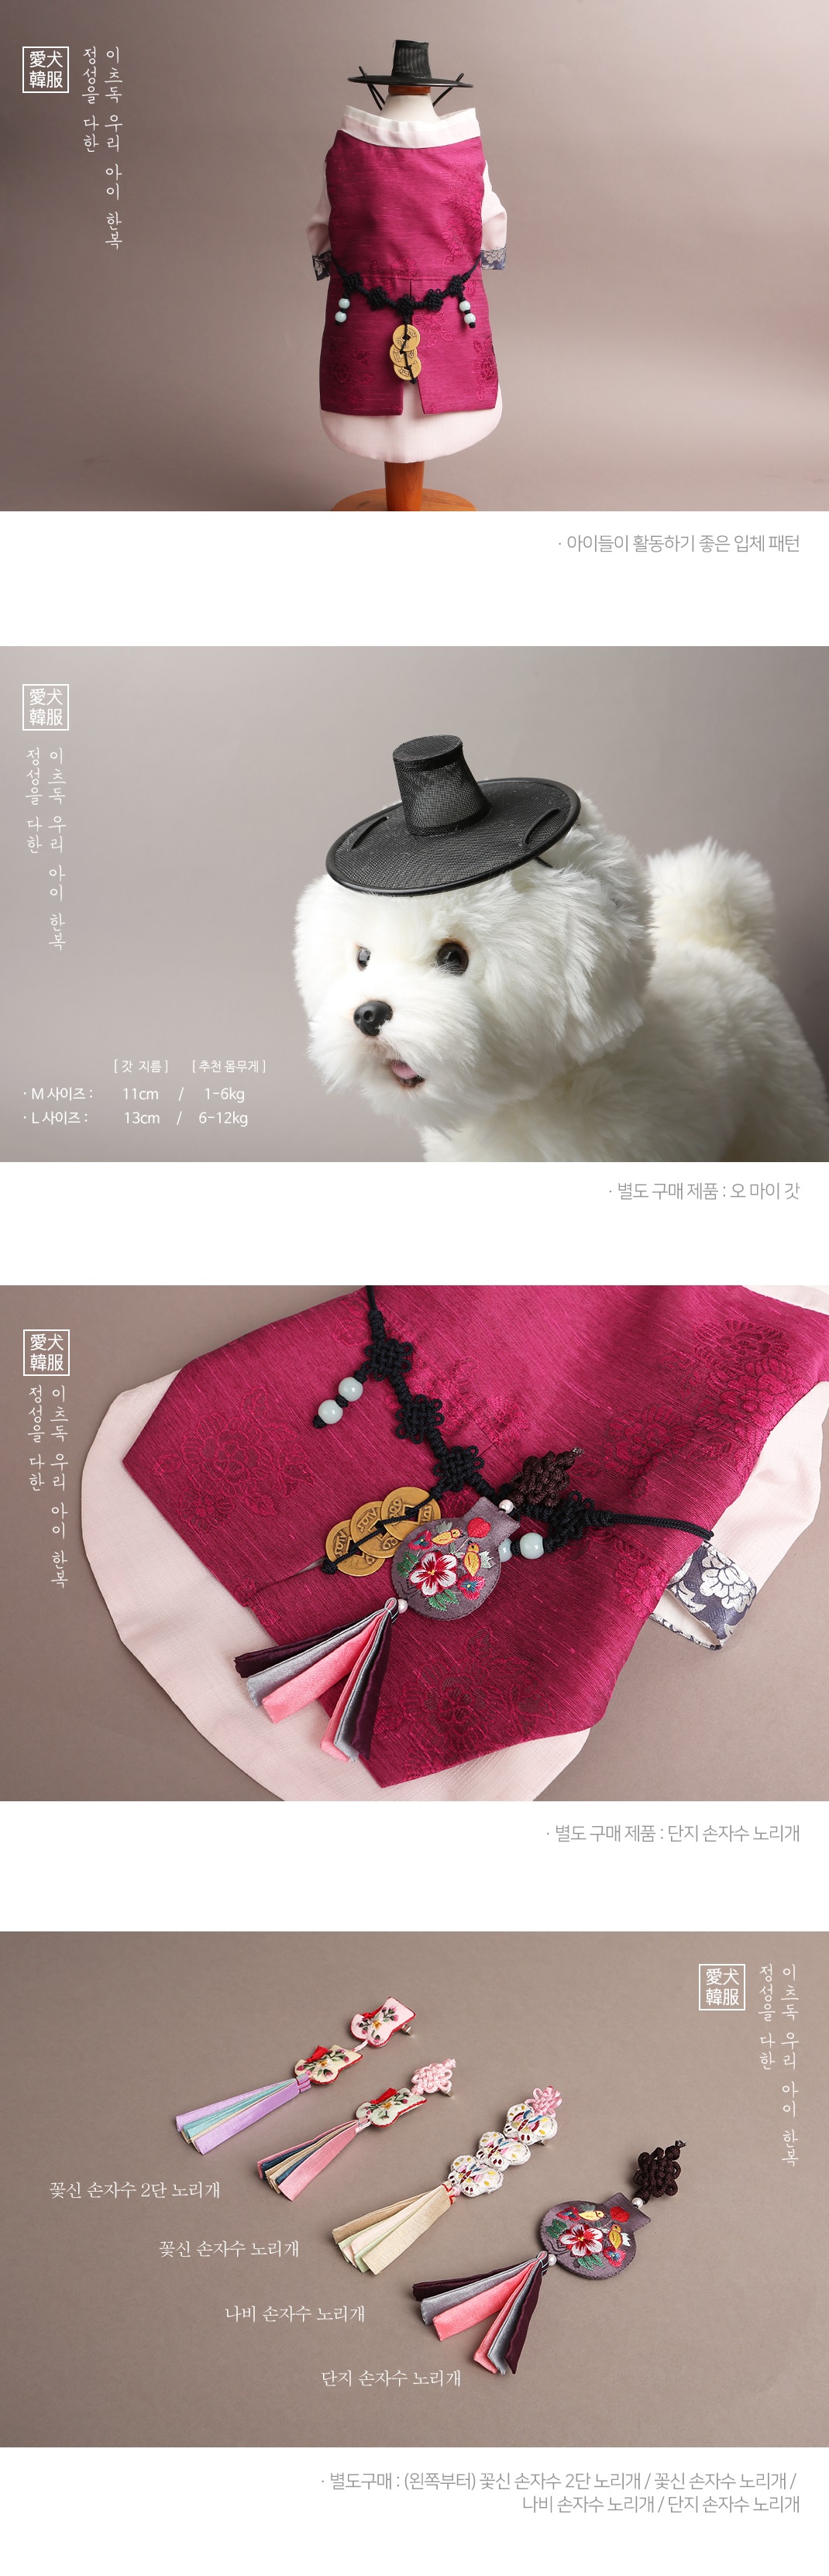 愛犬
韓服
이츠독 우리 아이 한복
정성을 다한
· 아이들이 활동하기 좋은 입체 패턴
愛犬
韓服
이츠독 우리 아이 한복
정성을 다한
[ 갓 지름 ] [ 추천 몸무게 ]
· M 사이즈 : 11cm / 1-6kg
· L 사이즈 : 13cm / 6-12kg
· 별도 구매 제품 : 오 마이 갓
愛犬
韓服
이츠독 우리 아이 한복
정성을 다한
· 별도 구매 제품 : 단지 손자수 노리개
愛犬
韓服
이츠독 우리 아이 한복
정성을 다한
꽃신 손자수 2단 노리개
꽃신 손자수 노리개
나비 손자수 노리개
단지 손자수 노리개
· 별도구매 : (왼쪽부터) 꽃신 손자수 2단 노리개 / 꽃신 손자수 노리개 /
나비 손자수 노리개 / 단지 손자수 노리개